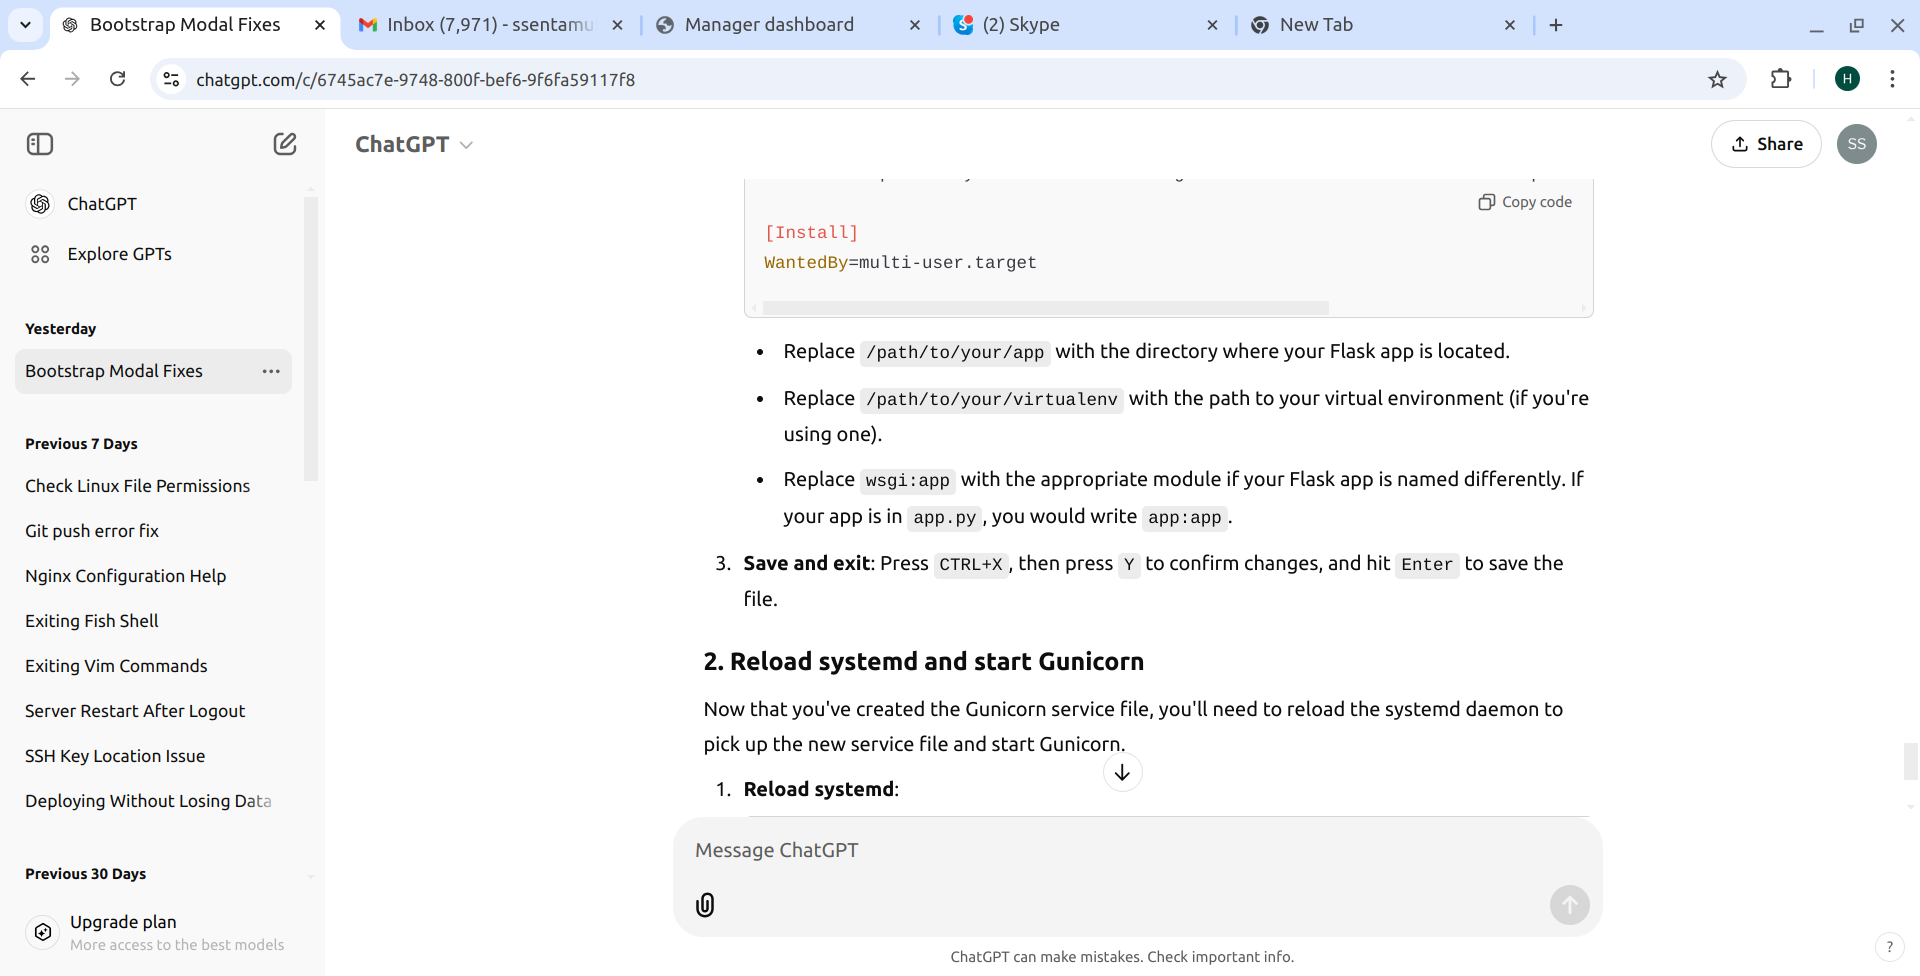 Bootstrap Modal Fixes
Inbox (7,971) - ssentamu
Manager dashboard
(2) Skype
New Tab
chatgpt.com/c/6745ac7e-9748-800f-bef6-9f6fa59117f8
H
ChatGPT
Share
SS
ChatGPT
Explore GPTs
Yesterday
Bootstrap Modal Fixes
Previous 7 Days
Check Linux File Permissions
Git push error fix
Nginx Configuration Help
Exiting Fish Shell
Exiting Vim Commands
Server Restart After Logout
SSH Key Location Issue
Deploying Without Losing Data
Previous 30 Days
Upgrade plan
More access to the best models
Copy code
[Install]
WantedBy=multi-user.target
• Replace /path/to/your/app with the directory where your Flask app is located.
• Replace /path/to/your/virtualenv with the path to your virtual environment (if you're
using one).
• Replace wsgi:app with the appropriate module if your Flask app is named differently. If
your app is in app.py, you would write app:app.
3. Save and exit: Press CTRL+X, then press Y to confirm changes, and hit Enter to save the
file.
2. Reload systemd and start Gunicorn
Now that you've created the Gunicorn service file, you'll need to reload the systemd daemon to
pick up the new service file and start Gunicorn.
1. Reload systemd:
Message ChatGPT
ChatGPT can make mistakes. Check important info.
?